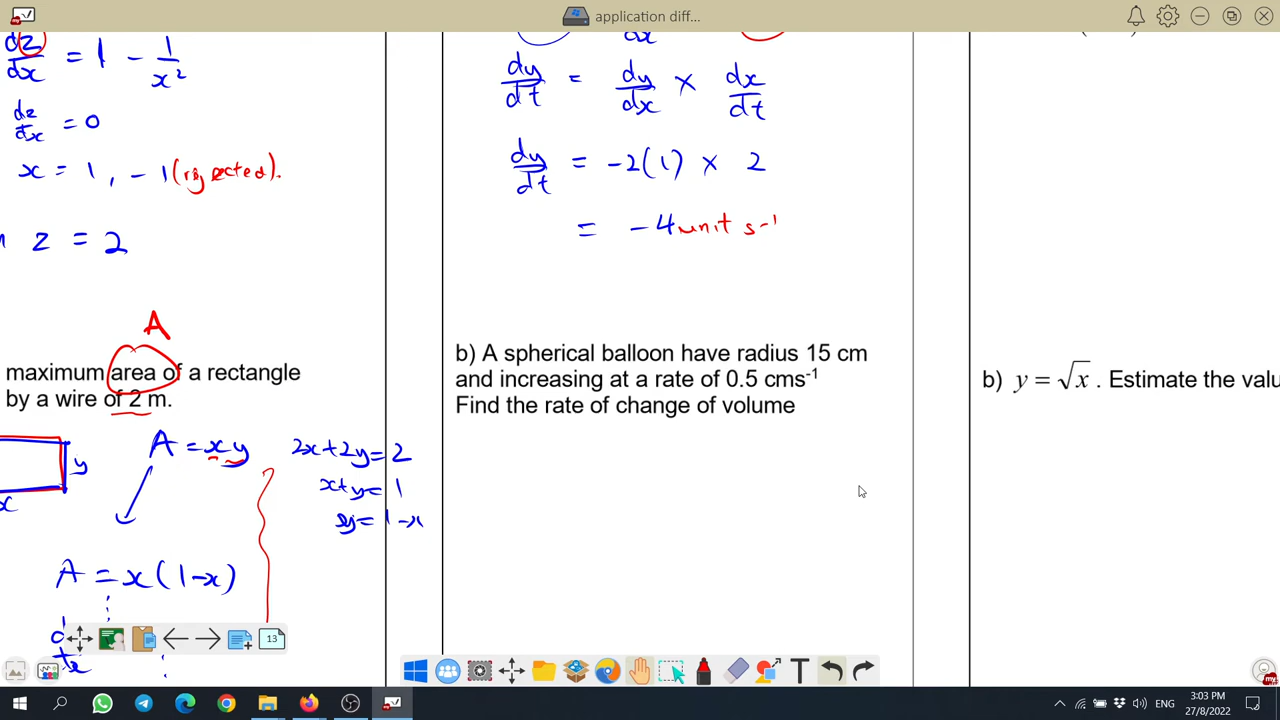 application diff...
dz/dx = 1 - 1/x²
dz/dx = 0
x = 1, -1 (rejected).
z = 2
A
maximum area of a rectangle
by a wire of 2 m.
y
x
A = xy
2x+2y=2
x+y=1
y=1-x
A = x(1-x)
dx
dy/dt = dy/dx × dx/dt
dy/dt = -2(1) × 2
= -4 unit s⁻¹
b) A spherical balloon have radius 15 cm
and increasing at a rate of 0.5 cms⁻¹
Find the rate of change of volume
b) y = √x . Estimate the valu
13
T
ENG
3:03 PM
27/8/2022